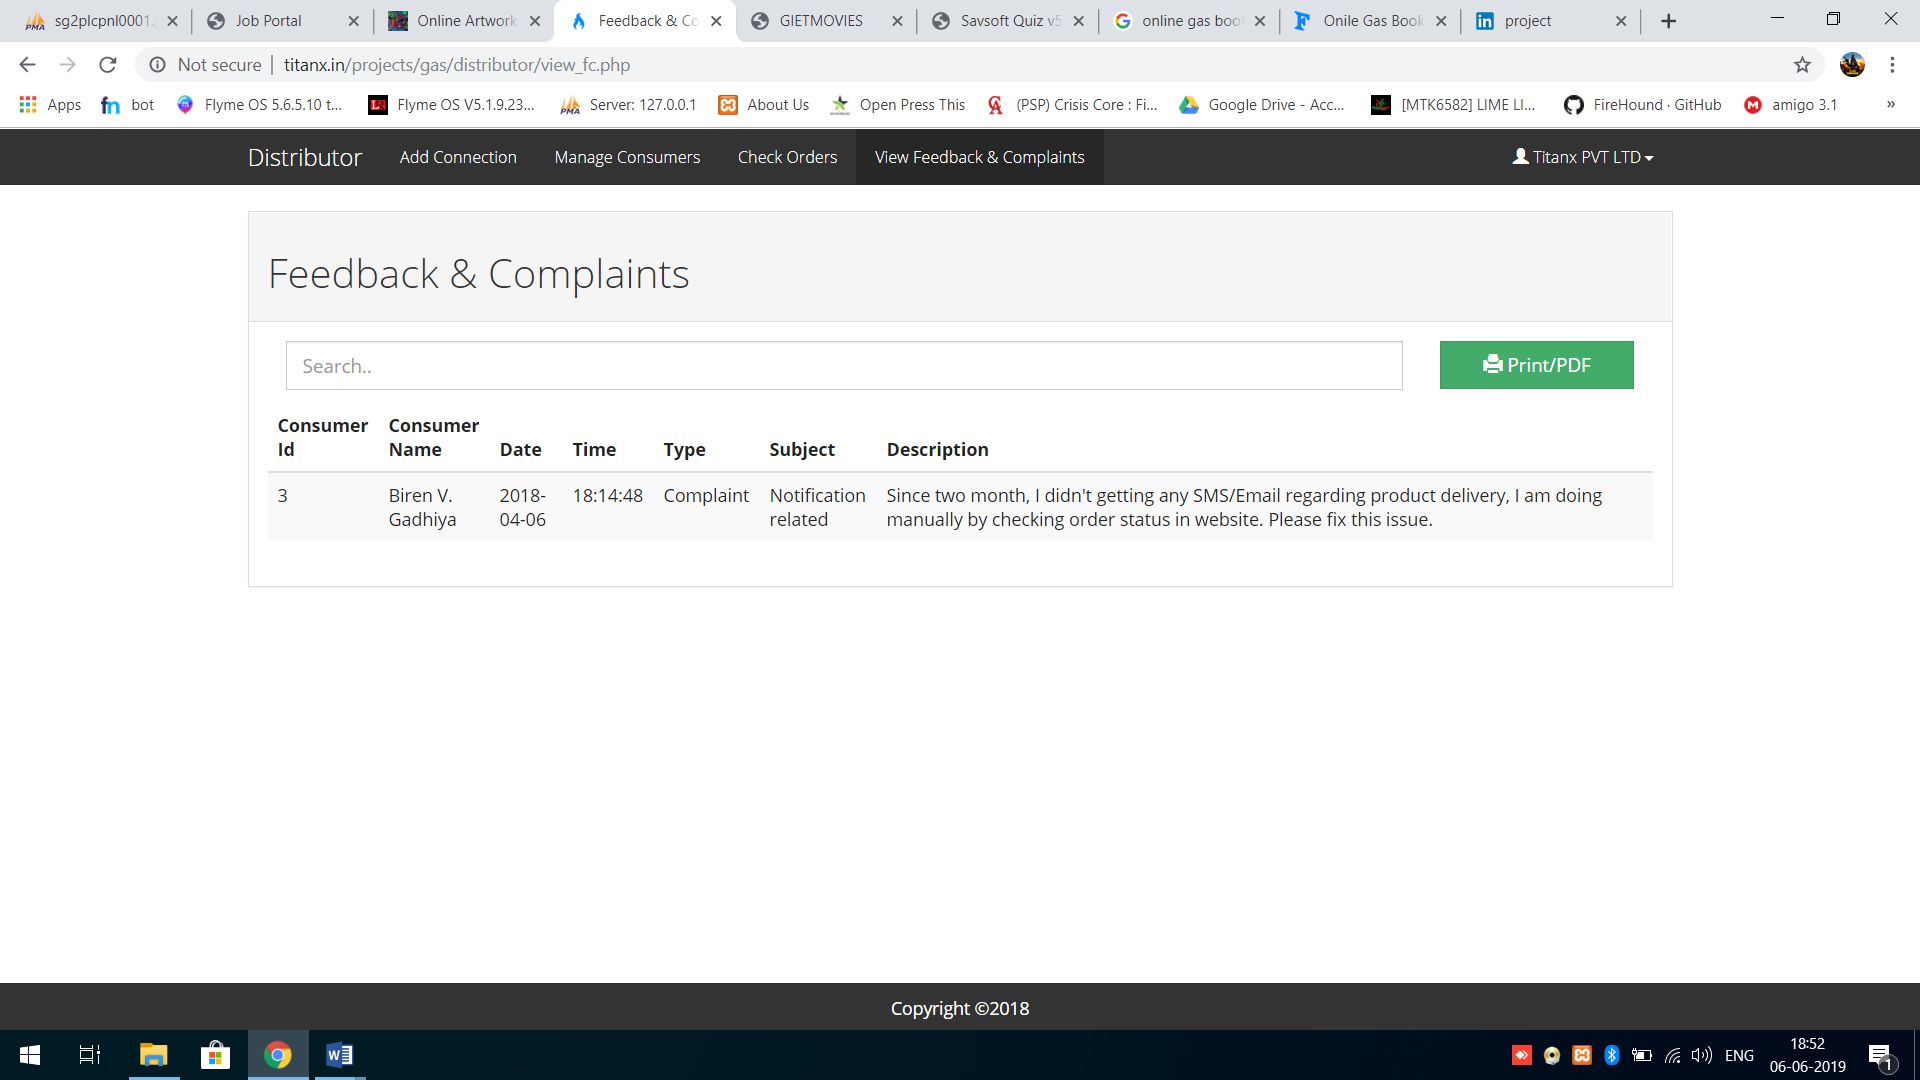 sg2plcpnl0001. Job Portal Online Artwork Feedback & Co GIETMOVIES Savsoft Quiz v5 online gas boo Onile Gas Book project
Not secure | titanx.in/projects/gas/distributor/view_fc.php
Apps bot Flyme OS 5.6.5.10 t... Flyme OS V5.1.9.23... Server: 127.0.0.1 About Us Open Press This (PSP) Crisis Core : Fi... Google Drive - Acc... [MTK6582] LIME LI... FireHound · GitHub amigo 3.1 »
Distributor Add Connection Manage Consumers Check Orders View Feedback & Complaints Titanx PVT LTD
Feedback & Complaints
Search.. Print/PDF
Consumer Consumer
Id Name Date Time Type Subject Description
3 Biren V. 2018- 18:14:48 Complaint Notification Since two month, I didn't getting any SMS/Email regarding product delivery, I am doing
Gadhiya 04-06 related manually by checking order status in website. Please fix this issue.
Copyright ©2018
ENG 18:52
06-06-2019 1